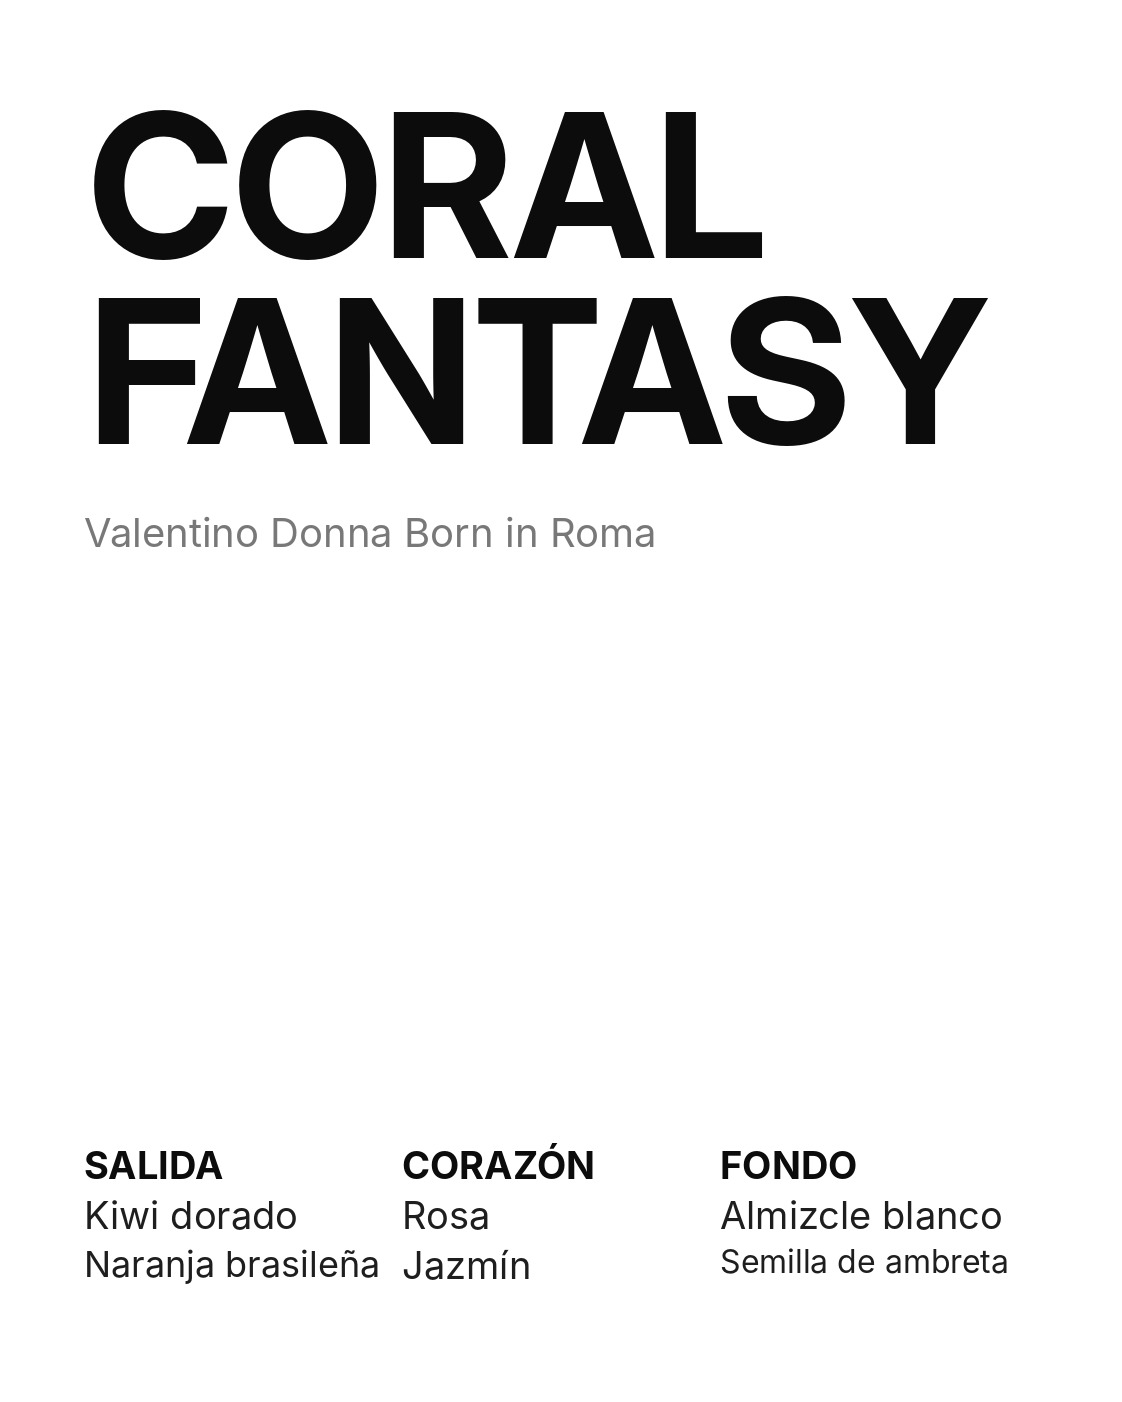 CORAL
FANTASY
Valentino Donna Born in Roma
SALIDA
Kiwi dorado
Naranja brasileña
CORAZÓN
Rosa
Jazmín
FONDO
Almizcle blanco
Semilla de ambreta